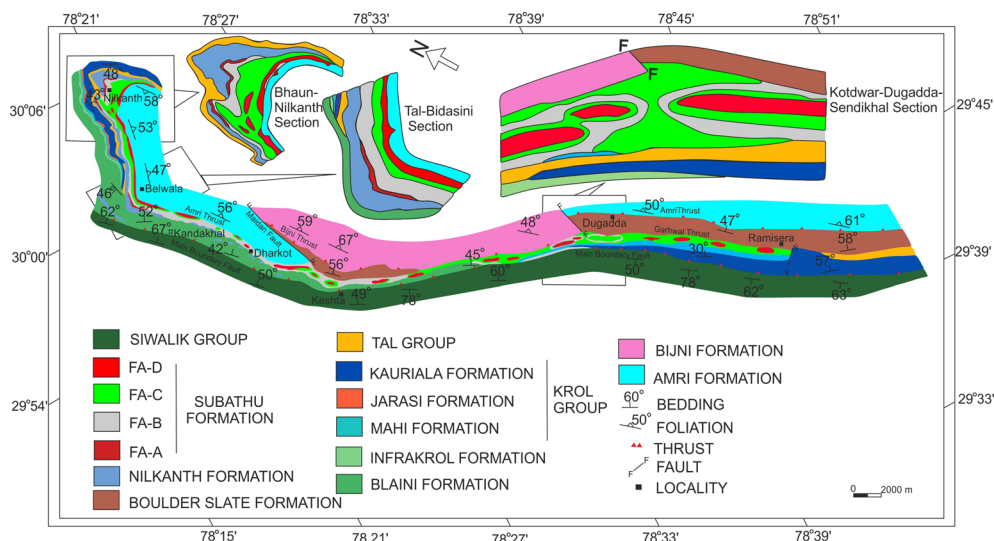 78°21'
78°27'
78°33'
78°39'
78°45'
78°51'
N
F
F
48
43°
Nilkanth
58°
Bhaun-
Nilkanth
Section
Tal-Bidasini
Section
Kotdwar-Dugadda-
Sendikhal Section
30°06'
29°45'
53°
47°
Belwala
46°
62°
52°
67°
Kandakhal
Amri Thrust
56°
Main Boundary Fault
42°
50°
Dharkot
F
Maidan Fault
F
Bijni Thrust
59°
67°
56°
Keshta
49°
78°
45°
60°
48°
F
Dugadda
50°
AmriThrust
Garhwal Thrust
47°
Ramisera
61°
58°
Main Boundary Fault
30°
50°
78°
62°
F
F
57°
63°
30°00'
29°39'
SIWALIK GROUP
FA-D
FA-C
FA-B
FA-A
SUBATHU
FORMATION
NILKANTH FORMATION
BOULDER SLATE FORMATION
TAL GROUP
KAURIALA FORMATION
JARASI FORMATION
MAHI FORMATION
KROL
GROUP
INFRAKROL FORMATION
BLAINI FORMATION
BIJNI FORMATION
AMRI FORMATION
60°
BEDDING
50°
FOLIATION
THRUST
F
F
FAULT
LOCALITY
0 2000 m
29°54'
29°33'
78°15'
78°21'
78°27'
78°33'
78°39'